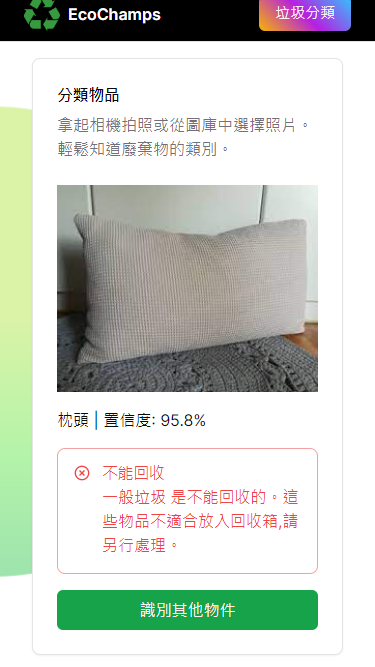 EcoChamps
垃圾分類
分類物品
拿起相機拍照或從圖庫中選擇照片。
輕鬆知道廢棄物的類別。
枕頭 | 置信度: 95.8%
不能回收
一般垃圾 是不能回收的。這
些物品不適合放入回收箱,請
另行處理。
識別其他物件